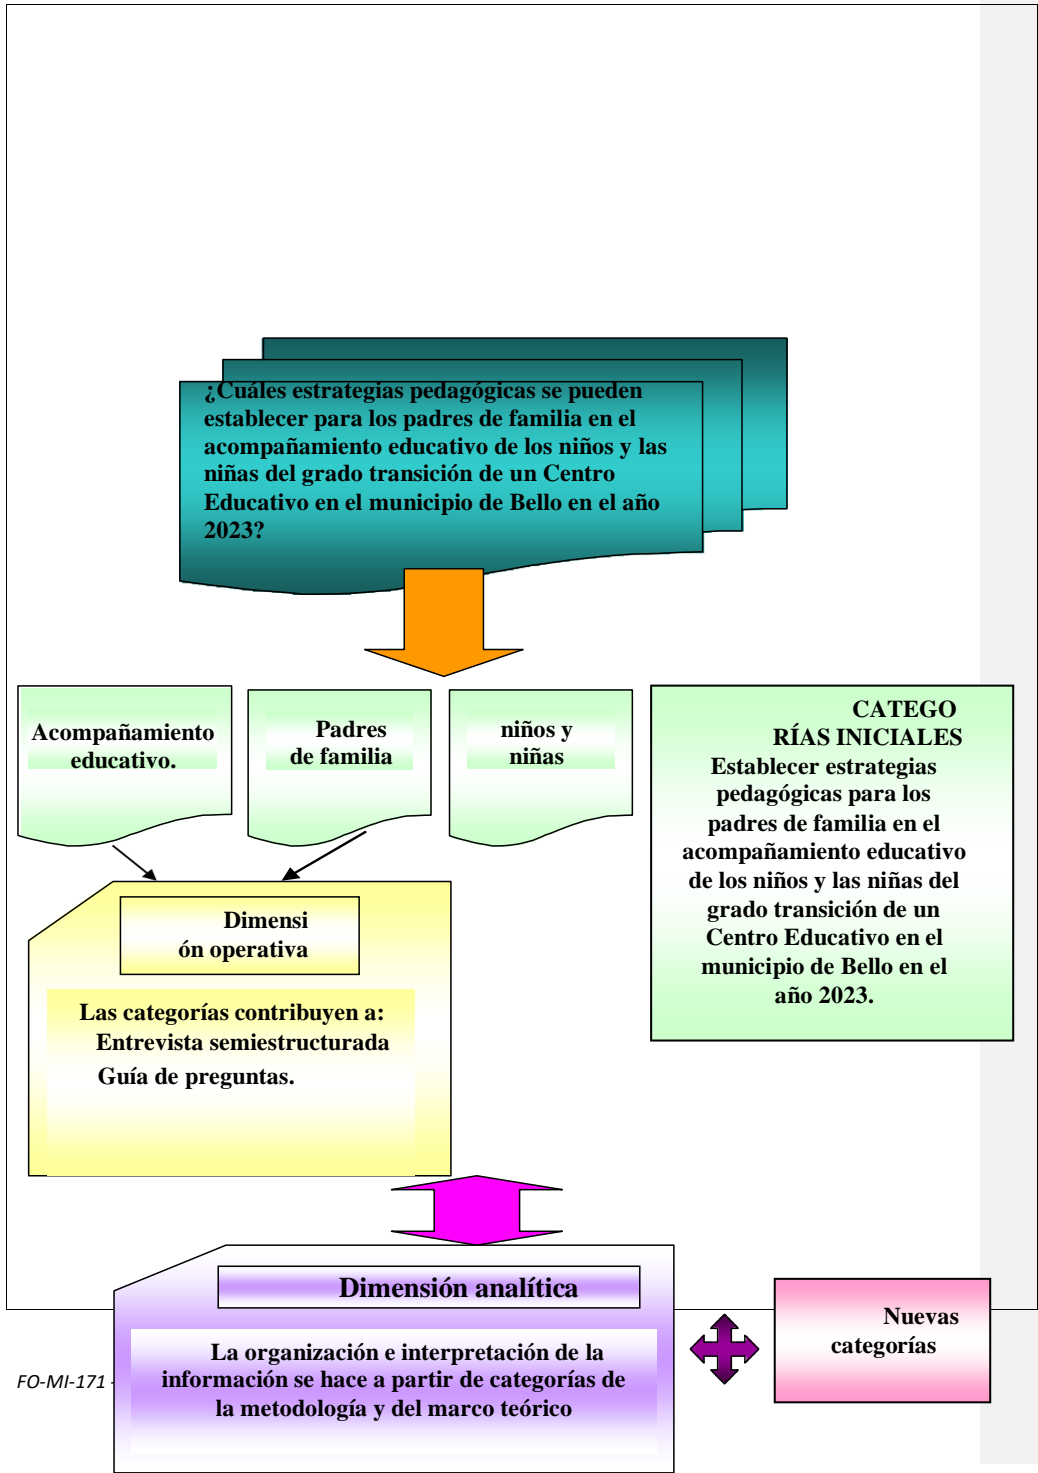 ¿Cuáles estrategias pedagógicas se pueden
establecer para los padres de familia en el
acompañamiento educativo de los niños y las
niñas del grado transición de un Centro
Educativo en el municipio de Bello en el año
2023?
Acompañamiento
educativo.
Padres
de familia
niños y
niñas
CATEGO
RÍAS INICIALES
Establecer estrategias
pedagógicas para los
padres de familia en el
acompañamiento educativo
de los niños y las niñas del
grado transición de un
Centro Educativo en el
municipio de Bello en el
año 2023.
Dimensi
ón operativa
Las categorías contribuyen a:
Entrevista semiestructurada
Guía de preguntas.
Dimensión analítica
La organización e interpretación de la
información se hace a partir de categorías de
la metodología y del marco teórico
Nuevas
categorías
FO-MI-171 -